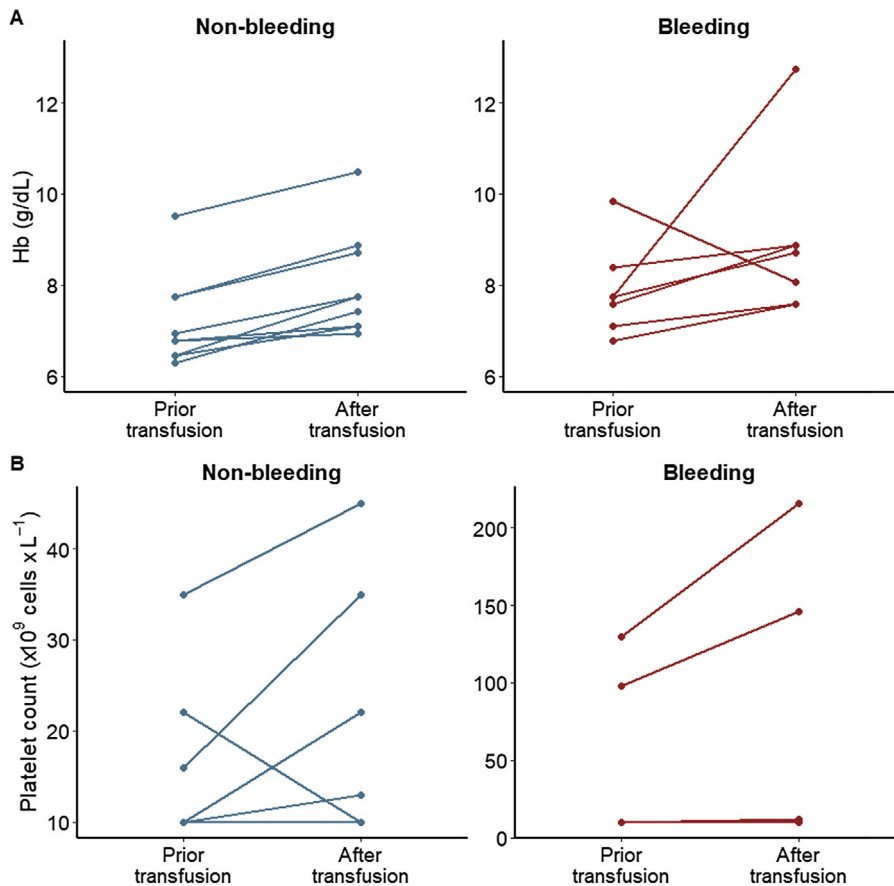 A
Non-bleeding
Bleeding
Hb (g/dL)
12
10
8
6
12
10
8
6
Prior
transfusion
After
transfusion
Prior
transfusion
After
transfusion
B
Non-bleeding
Bleeding
Platelet count (x10⁹ cells x L⁻¹)
40
30
20
10
200
150
100
50
0
Prior
transfusion
After
transfusion
Prior
transfusion
After
transfusion